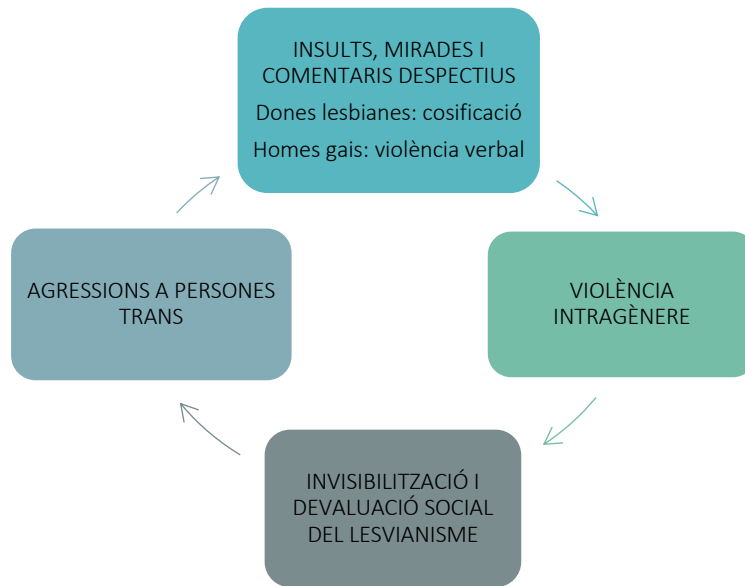 INSULTS, MIRADES I
COMENTARIS DESPECTIUS
Dones lesbianes: cosificació
Homes gais: violència verbal
VIOLÈNCIA
INTRAGÈNERE
INVISIBILITZACIÓ I
DEVALUACIÓ SOCIAL
DEL LESVIANISME
AGRESSIONS A PERSONES
TRANS